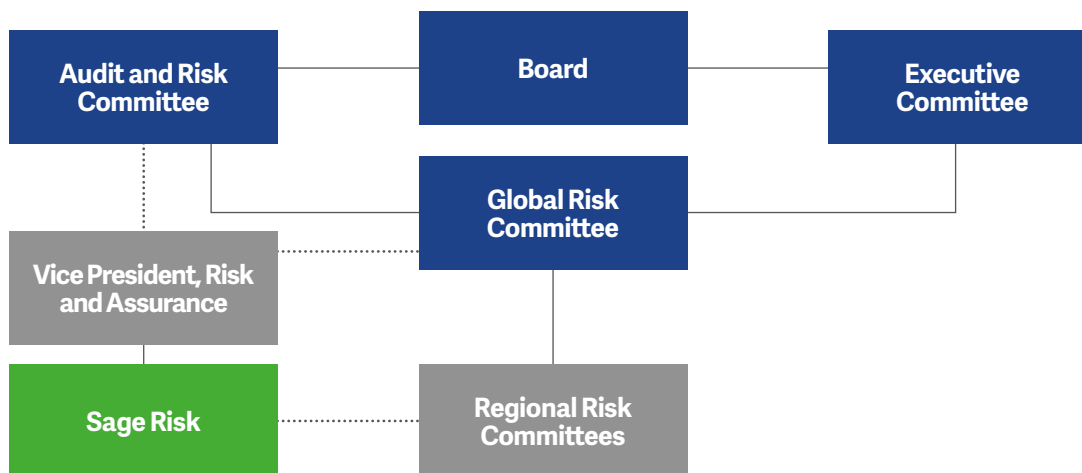 Audit and Risk
Committee
Board
Executive
Committee
Global Risk
Committee
Vice President, Risk
and Assurance
Sage Risk
Regional Risk
Committees